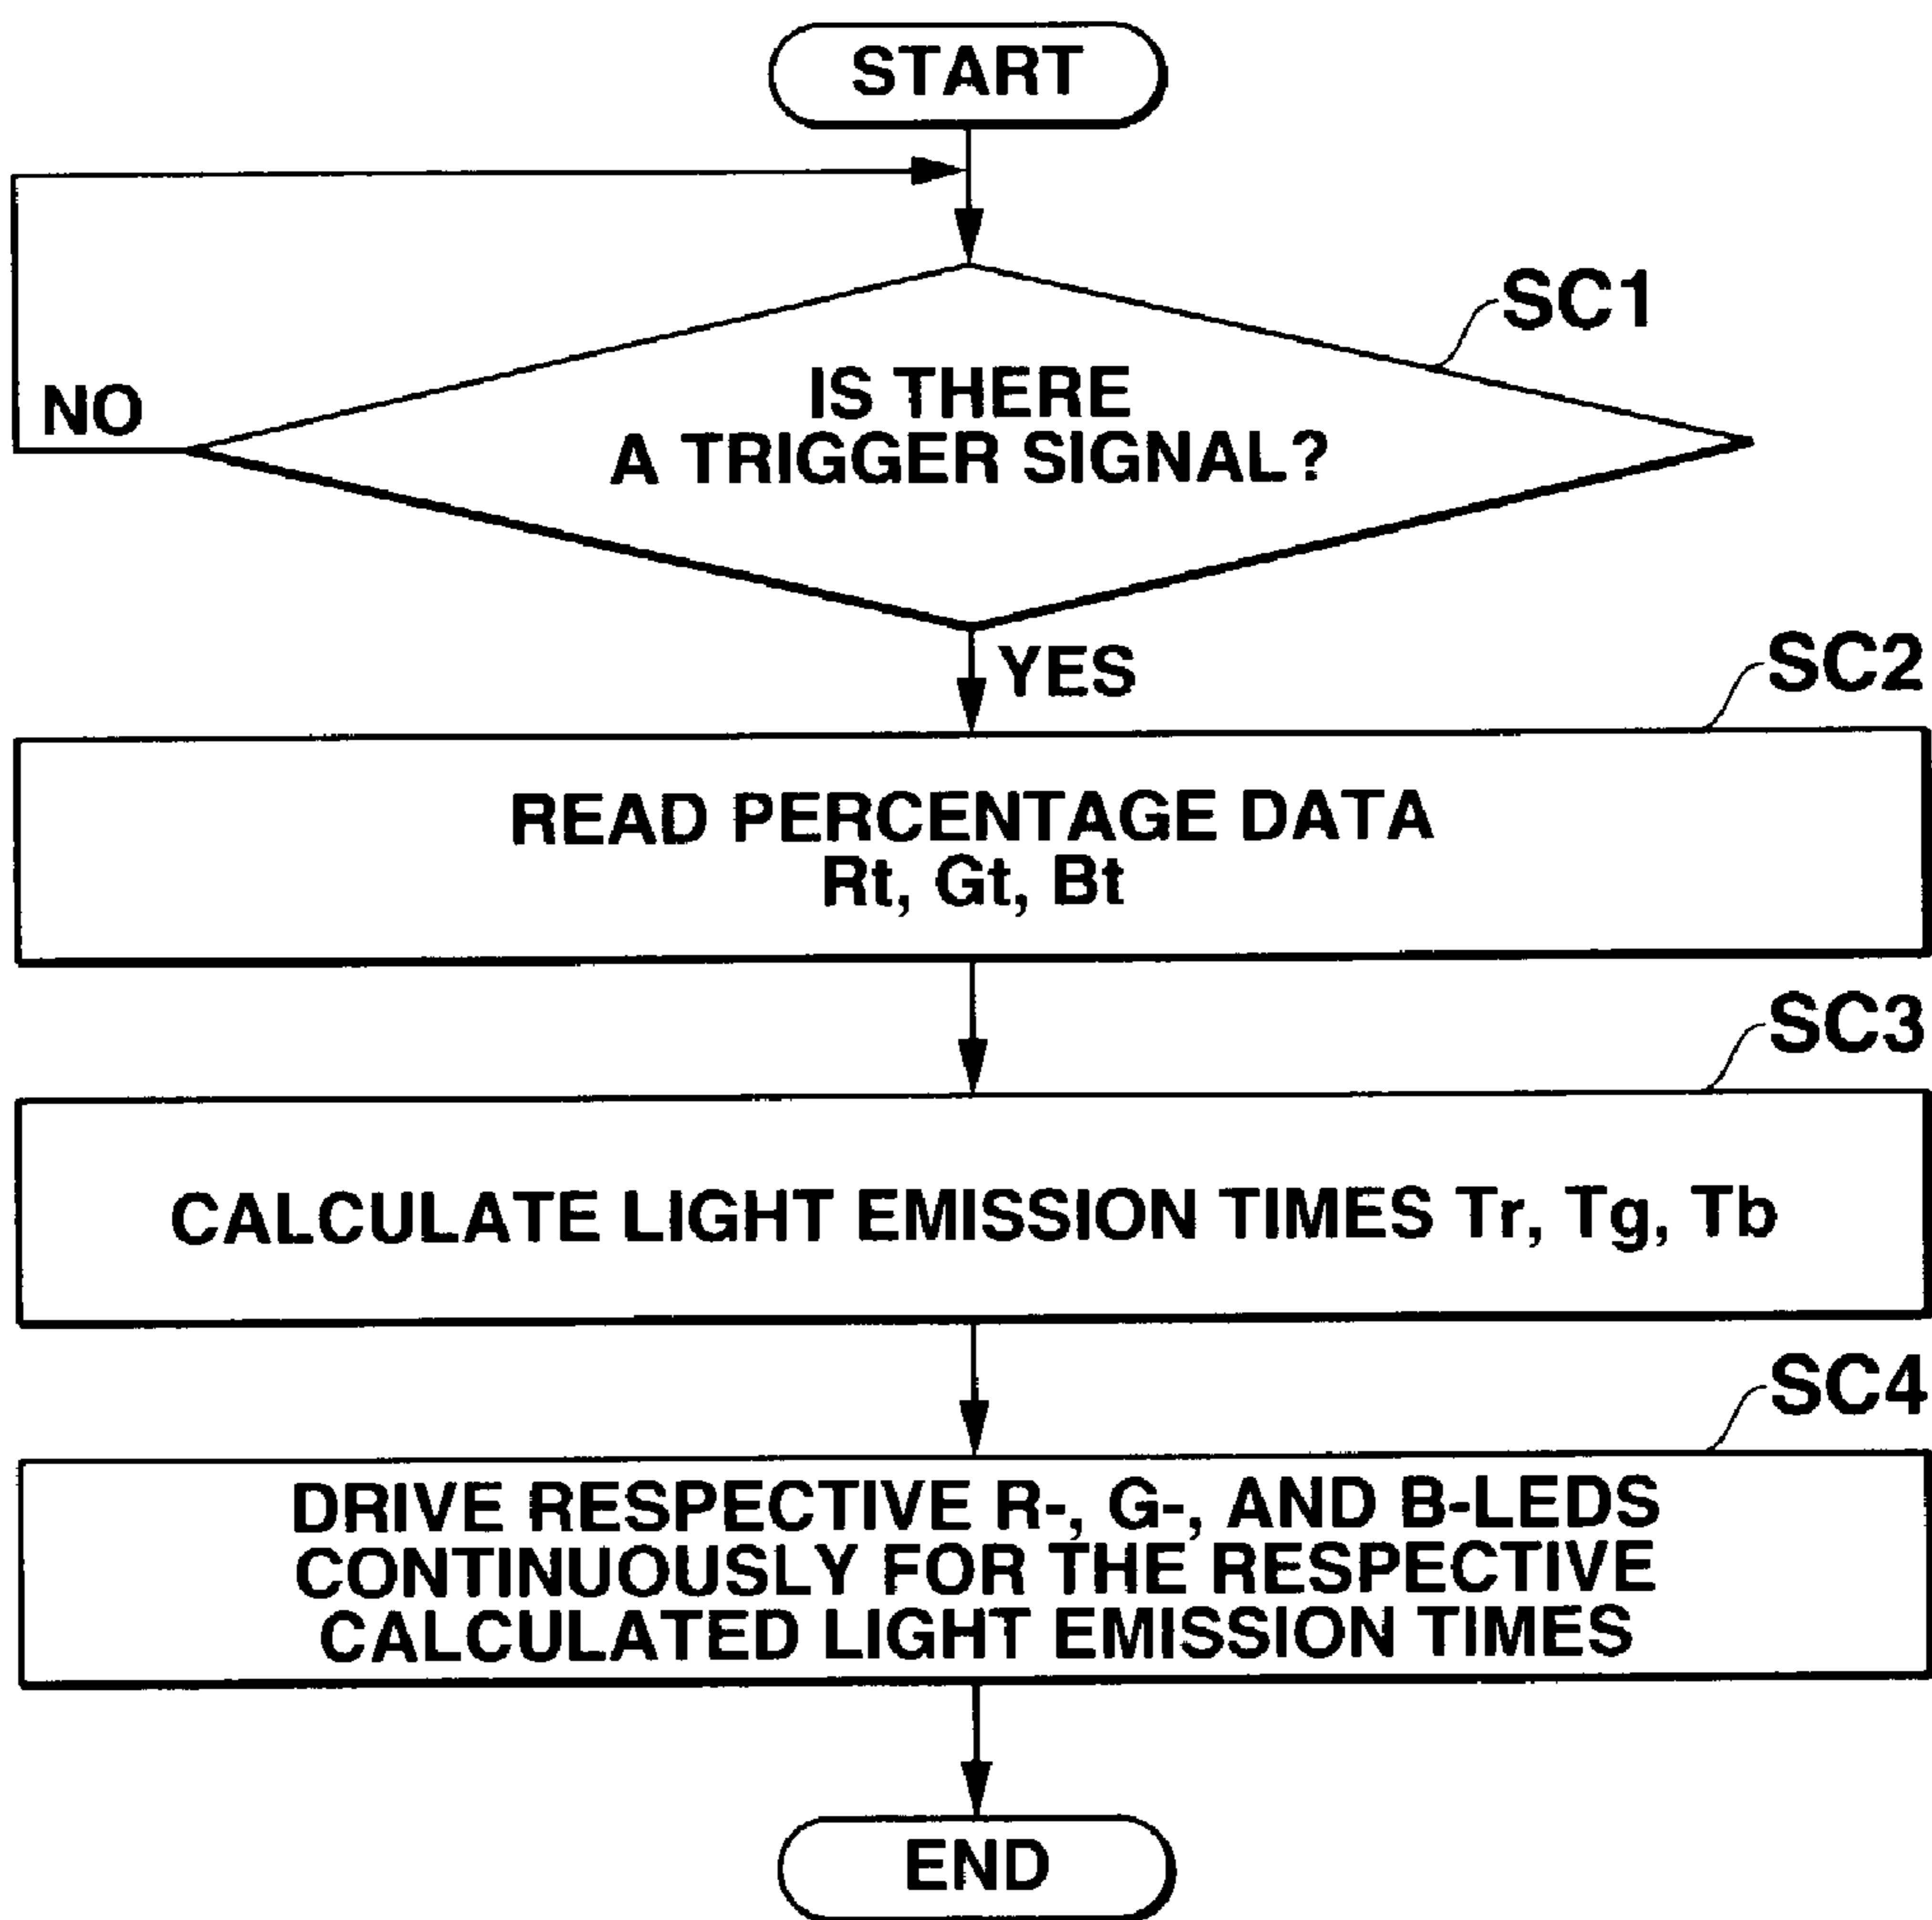 START
SC1
IS THERE
A TRIGGER SIGNAL?
NO
YES
SC2
READ PERCENTAGE DATA
Rt, Gt, Bt
SC3
CALCULATE LIGHT EMISSION TIMES Tr, Tg, Tb
SC4
DRIVE RESPECTIVE R-, G-, AND B-LEDS
CONTINUOUSLY FOR THE RESPECTIVE
CALCULATED LIGHT EMISSION TIMES
END